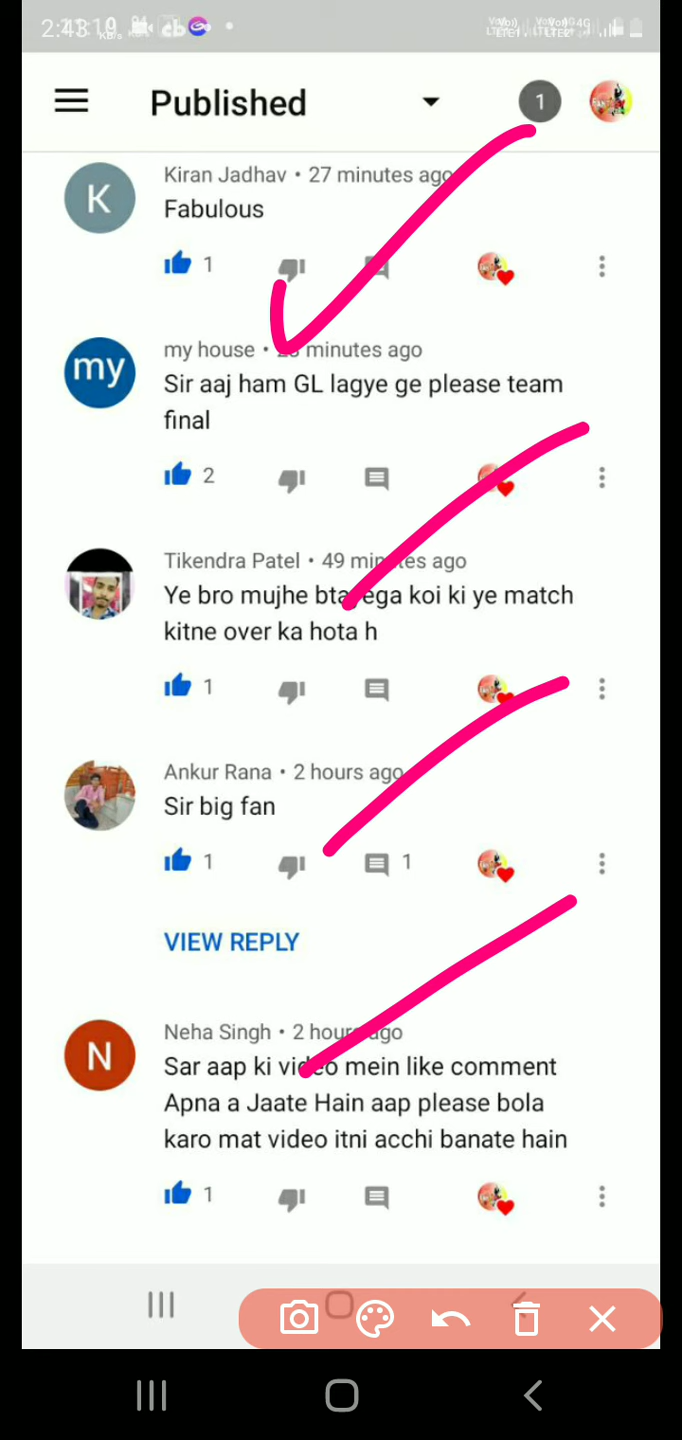 Published
1
K
Kiran Jadhav • 27 minutes ago
Fabulous
1
my
my house • minutes ago
Sir aaj ham GL lagye ge please team
final
2
Tikendra Patel • 49 minutes ago
Ye bro mujhe btayega koi ki ye match
kitne over ka hota h
1
Ankur Rana • 2 hours ago
Sir big fan
1 1
VIEW REPLY
N
Neha Singh • 2 hours ago
Sar aap ki video mein like comment
Apna a Jaate Hain aap please bola
karo mat video itni acchi banate hain
1